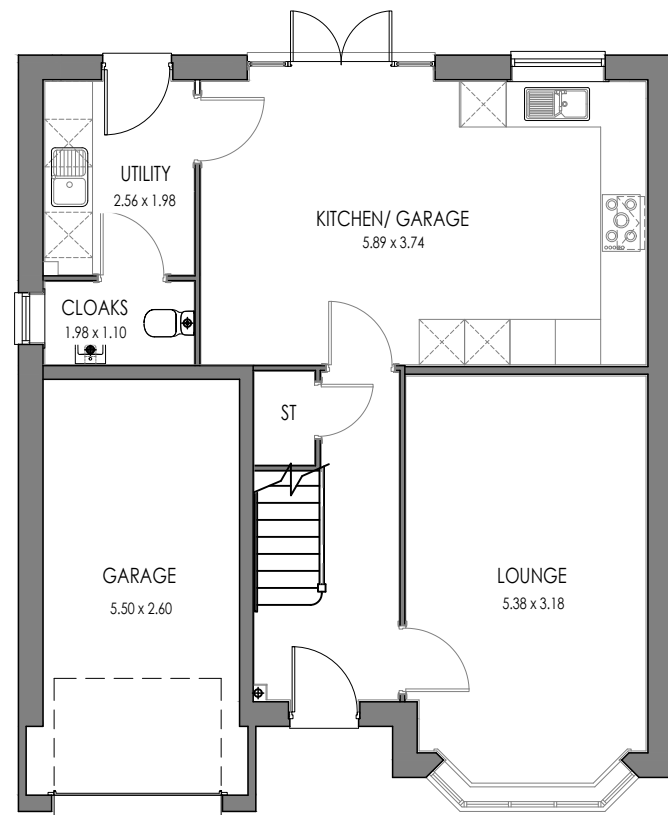 UTILITY
2.56 x 1.98
KITCHEN/ GARAGE
5.89 x 3.74
CLOAKS
1.98 x 1.10
ST
GARAGE
5.50 x 2.60
LOUNGE
5.38 x 3.18